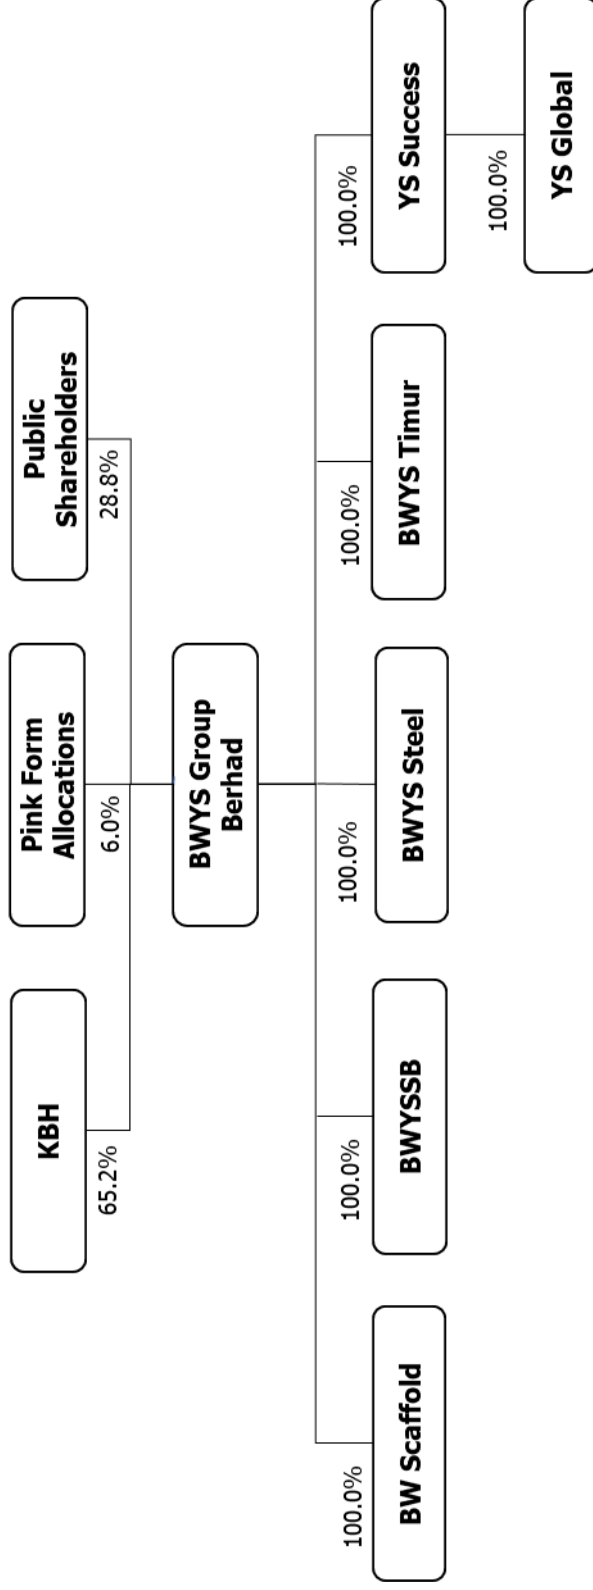 KBH
Pink Form
Allocations
Public
Shareholders
65.2%
6.0%
28.8%
BWYS Group
Berhad
100.0%
100.0%
100.0%
100.0%
100.0%
BW Scaffold
BWYSSB
BWYS Steel
BWYS Timur
YS Success
100.0%
YS Global